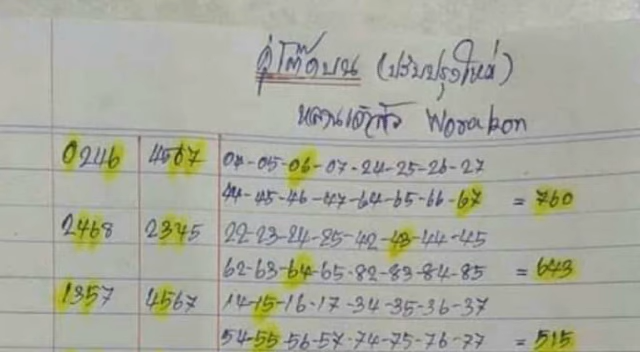 คู่โต๊ดบน (ปรับปรุงใหม่)
หลานเจ้าสัว Worakon
0246 4567 04-05-06-07-24-25-26-27
44-45-46-47-64-65-66-67 = 760
2468 2345 22-23-24-25-42-43-44-45
62-63-64-65-82-83-84-85 = 643
1357 4567 14-15-16-17-34-35-36-37
54-55-56-57-74-75-76-77 = 515